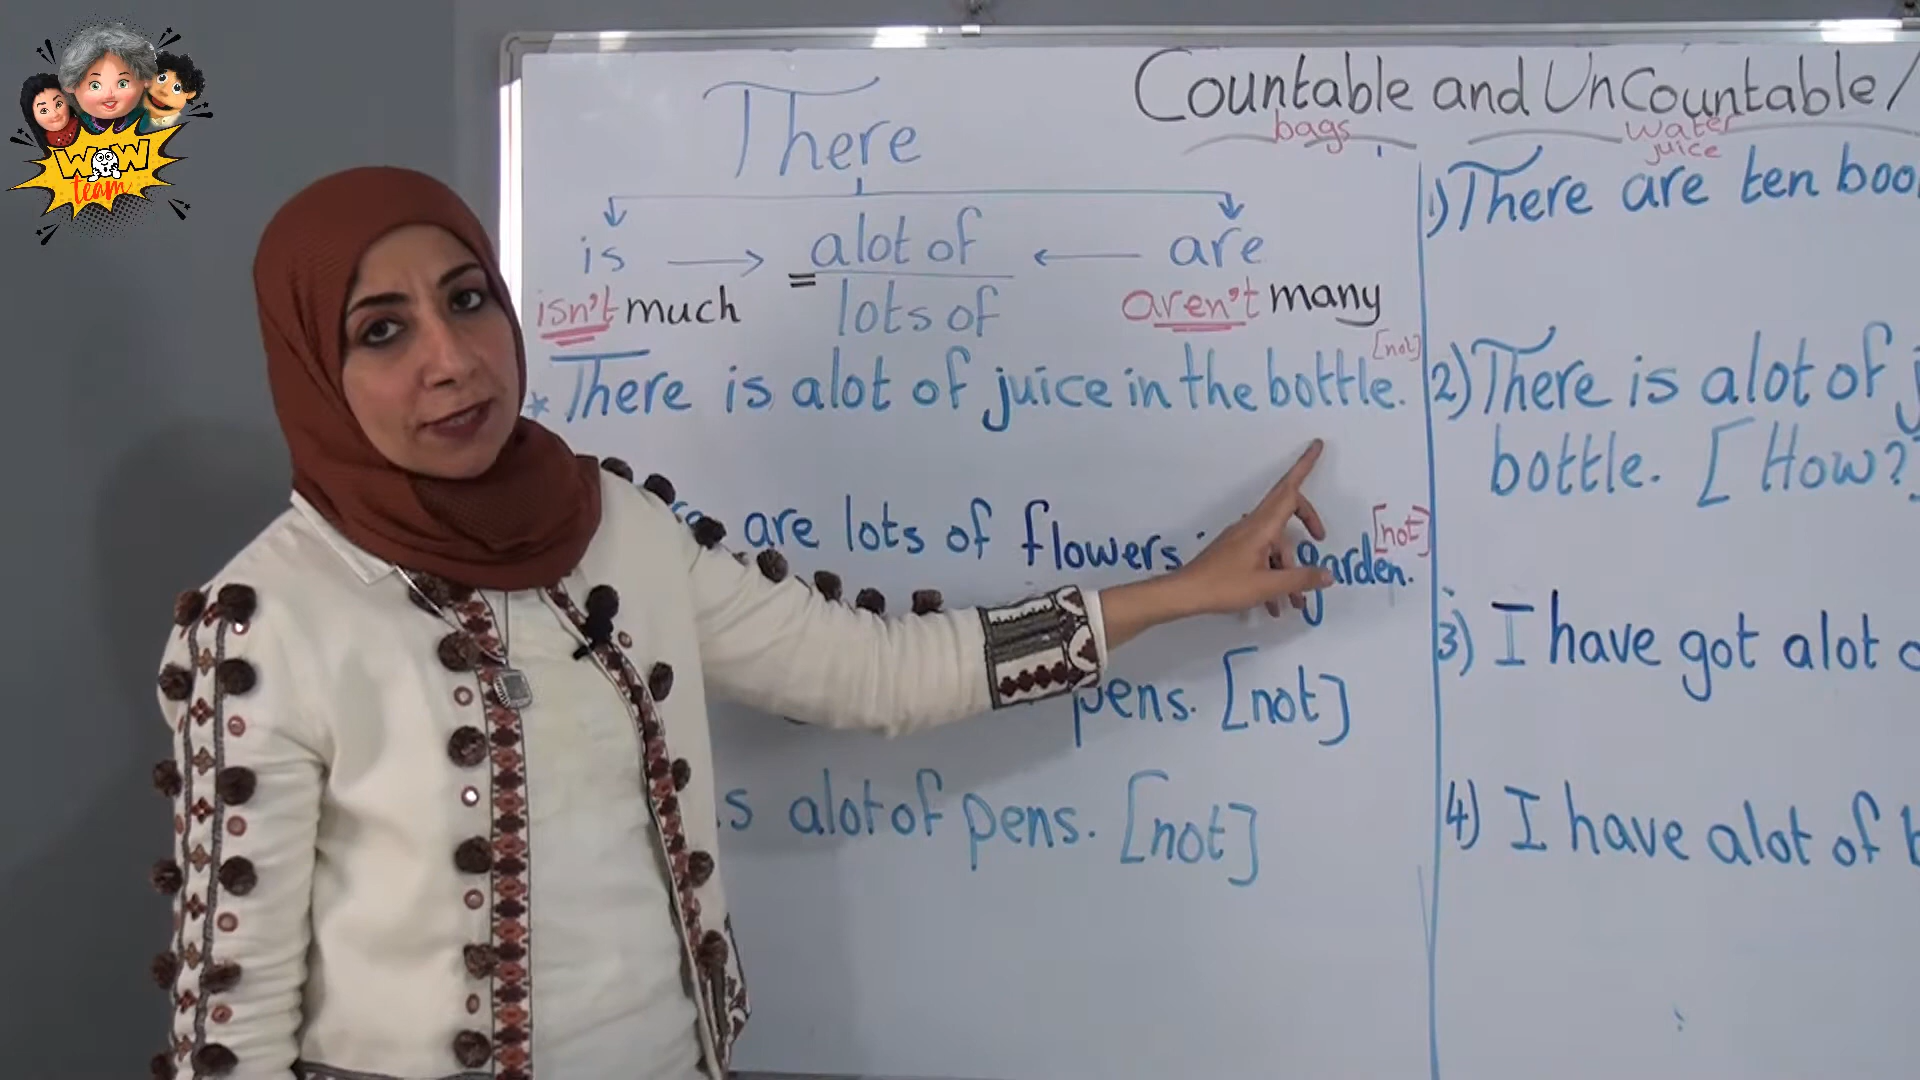 WOW
team
There
is → alot of ← are
isn't much = lots of aren't many
There is alot of juice in the bottle. [not]
are lots of flowers garden. [not]
pens. [not]
alot of pens. [not]
Countable and UnCountable/
bags water
juice
1) There are ten
2) There is alot of
bottle. [How?]
3) I have got alot
4) I have alot of